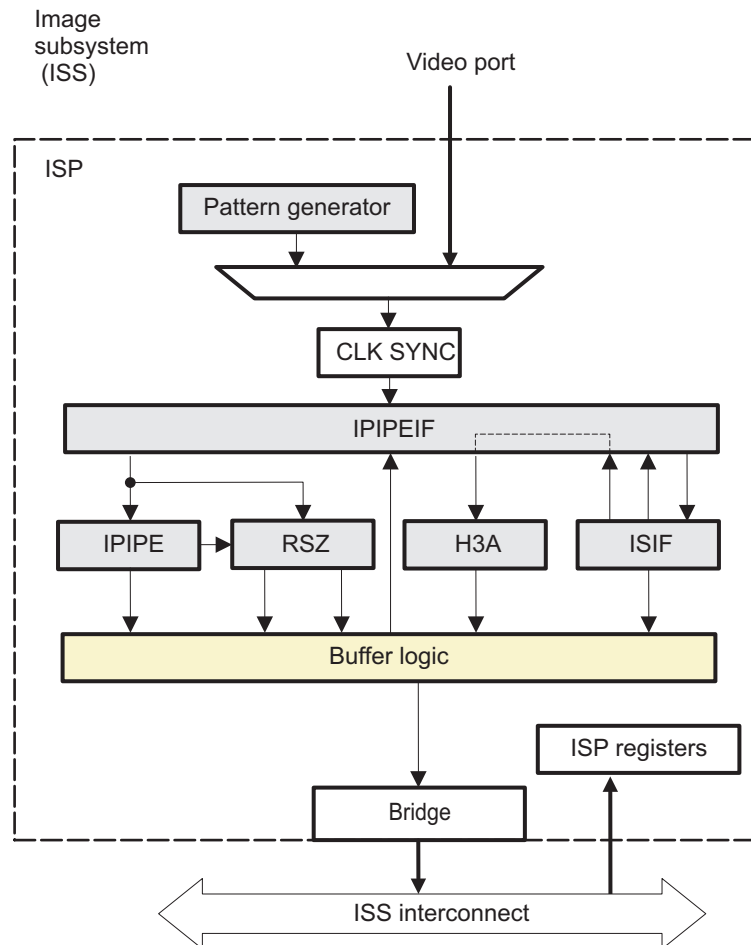 Image
subsystem
(ISS)
Video port
ISP
Pattern generator
CLK SYNC
IPIPEIF
IPIPE
RSZ
H3A
ISIF
Buffer logic
ISP registers
Bridge
ISS interconnect